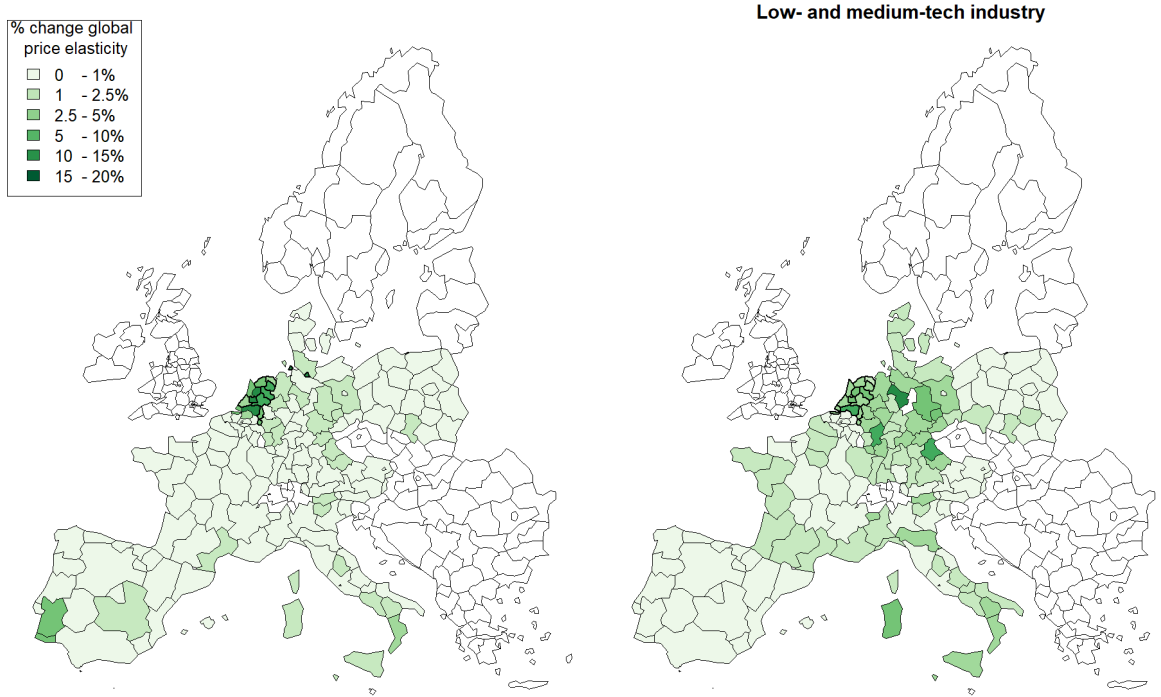 Low- and medium-tech industry
% change global
price elasticity
0 - 1%
1 - 2.5%
2.5 - 5%
5 - 10%
10 - 15%
15 - 20%